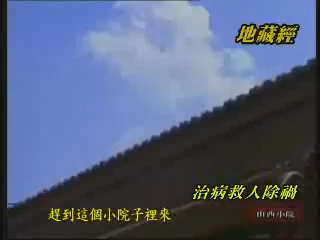 地藏經
治病救人除禍
山西小院
趕到這個小院子裡來